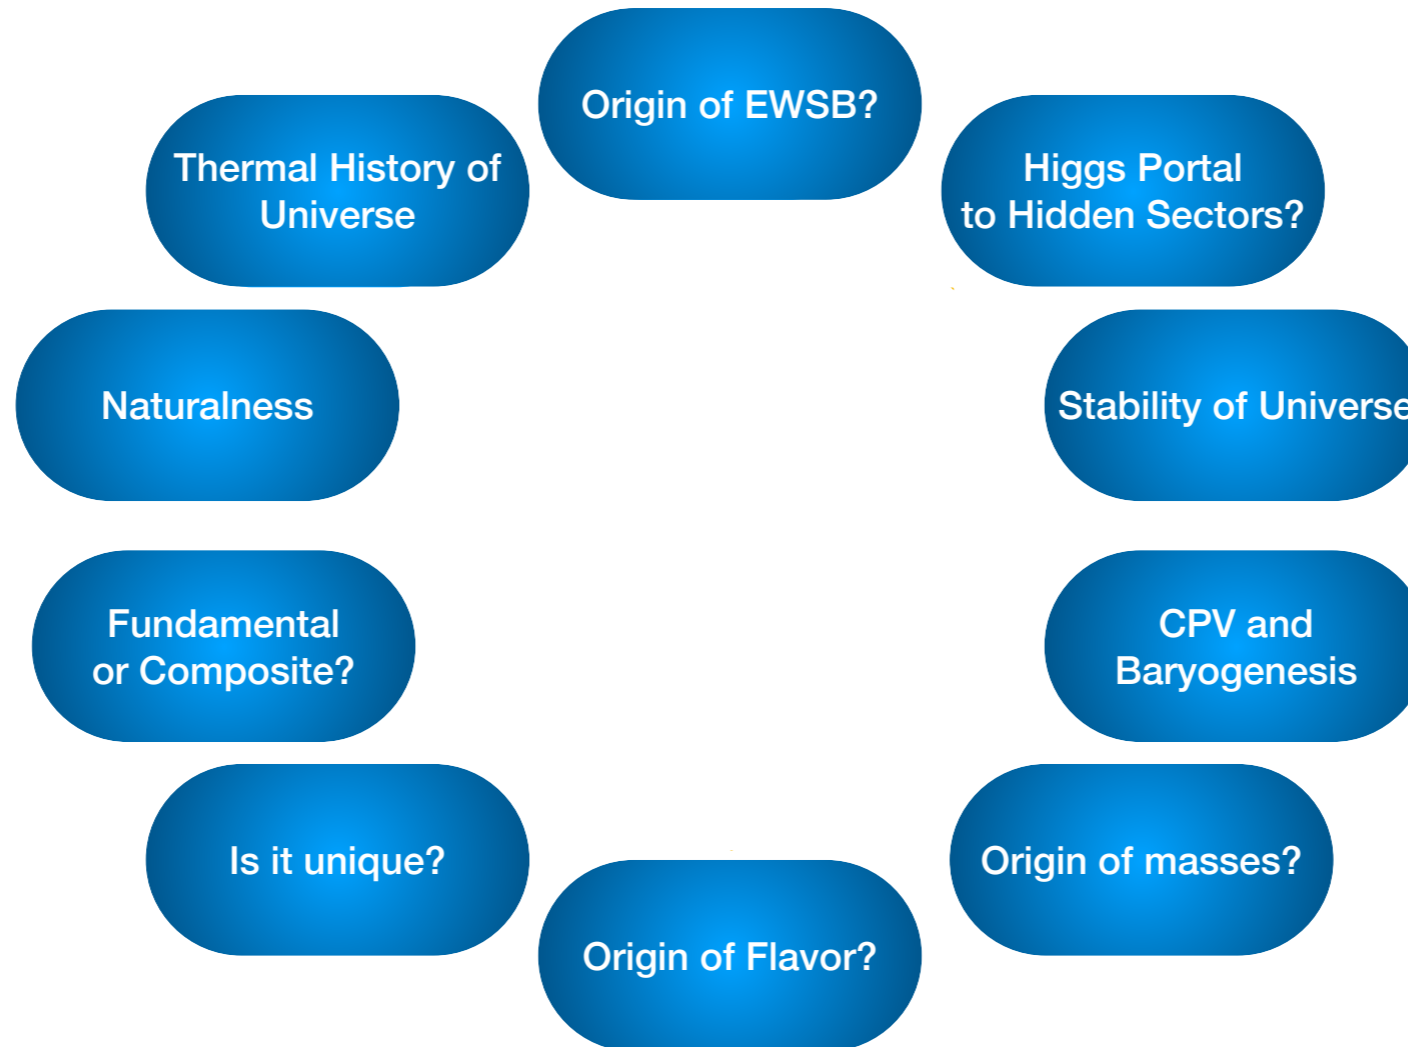 Origin of EWSB?
Thermal History of
Universe
Higgs Portal
to Hidden Sectors?
Naturalness
Stability of Universe
Fundamental
or Composite?
CPV and
Baryogenesis
Is it unique?
Origin of masses?
Origin of Flavor?